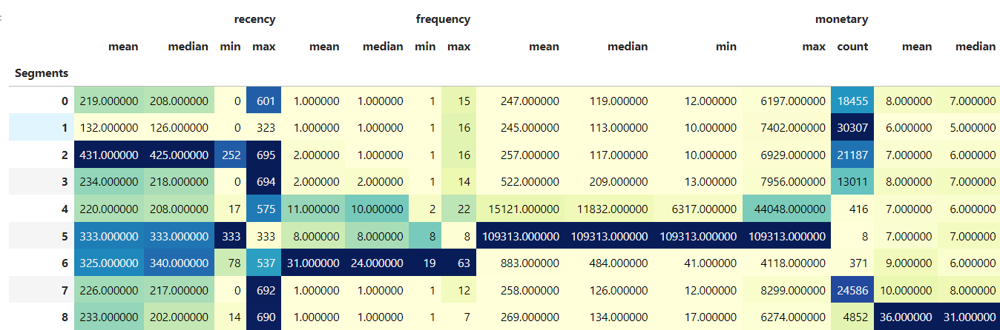 recency frequency monetary
mean median min max mean median min max mean median min max count mean median
Segments
0 219.000000 208.000000 0 601 1.000000 1.000000 1 15 247.000000 119.000000 12.000000 6197.000000 18455 8.000000 7.000000
1 132.000000 126.000000 0 323 1.000000 1.000000 1 16 245.000000 113.000000 10.000000 7402.000000 30307 6.000000 5.000000
2 431.000000 425.000000 252 695 2.000000 1.000000 1 16 257.000000 117.000000 10.000000 6929.000000 21187 7.000000 6.000000
3 234.000000 218.000000 0 694 2.000000 2.000000 1 14 522.000000 209.000000 13.000000 7956.000000 13011 8.000000 7.000000
4 220.000000 208.000000 17 575 11.000000 10.000000 2 22 15121.000000 11832.000000 6317.000000 44048.000000 416 7.000000 6.000000
5 333.000000 333.000000 333 333 8.000000 8.000000 8 8 109313.000000 109313.000000 109313.000000 109313.000000 8 7.000000 7.000000
6 325.000000 340.000000 78 537 31.000000 24.000000 19 63 883.000000 484.000000 41.000000 4118.000000 371 9.000000 6.000000
7 226.000000 217.000000 0 692 1.000000 1.000000 1 12 258.000000 126.000000 12.000000 8299.000000 24586 10.000000 8.000000
8 233.000000 202.000000 14 690 1.000000 1.000000 1 7 269.000000 134.000000 17.000000 6274.000000 4852 36.000000 31.000000